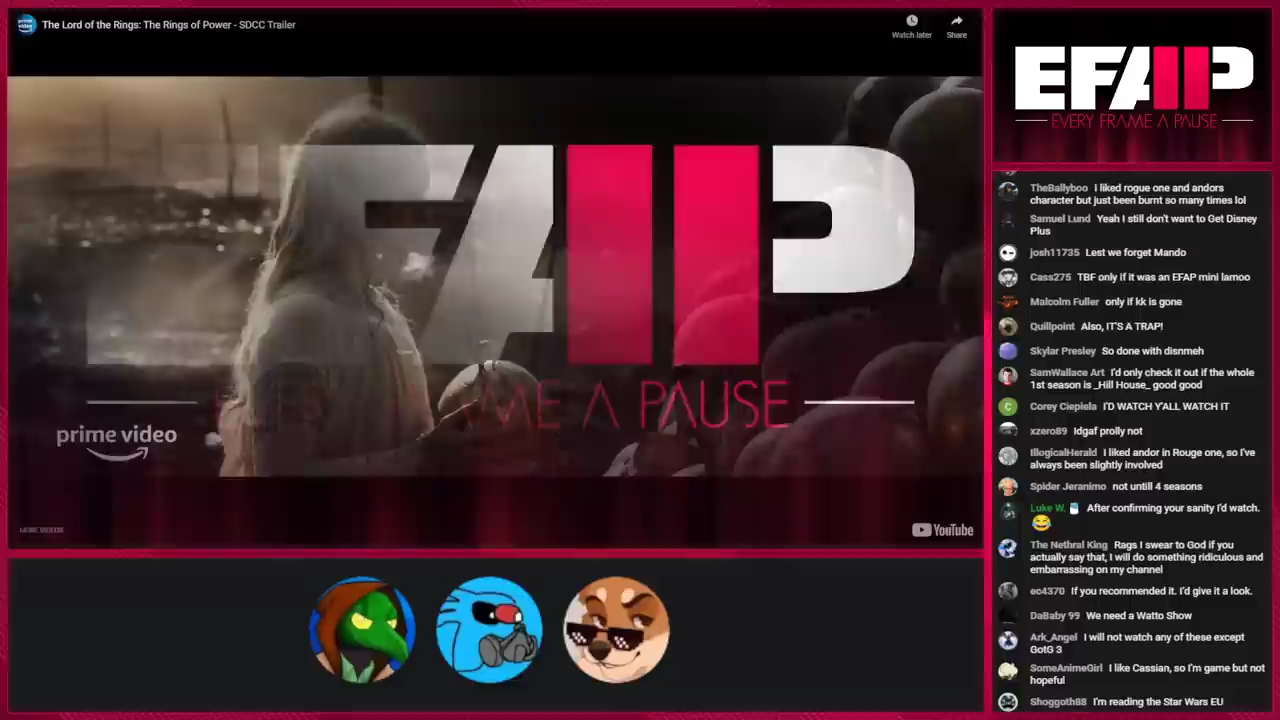 The Lord of the Rings: The Rings of Power - SDCC Trailer
Watch later
Share
EFAP
EVERY FRAME A PAUSE
prime video
MORE VIDEOS
YouTube
EFAP
EVERY FRAME A PAUSE
TheBallyboo I liked rogue one and andors
character but just been burnt so many times lol
Samuel Lund Yeah I still don't want to Get Disney
Plus
josh11735 Lest we forget Mando
Cass275 TBF only if it was an EFAP mini lamoo
Malcolm Fuller only if kk is gone
Quillpoint Also, IT'S A TRAP!
Skylar Presley So done with disnmeh
SamWallace Art I'd only check it out if the whole
1st season is _Hill House_ good good
C
Corey Ciepiela I'D WATCH Y'ALL WATCH IT
xzero89 Idgaf prolly not
IllogicalHerald I liked andor in Rouge one, so I've
always been slightly involved
Spider Jeranimo not untill 4 seasons
Luke W. After confirming your sanity I'd watch.
The Nethral King Rags I swear to God if you
actually say that, I will do something ridiculous and
embarrassing on my channel
ec4370 If you recommended it. I'd give it a look.
DaBaby 99 We need a Watto Show
Ark_Angel I will not watch any of these except
GotG 3
SomeAnimeGirl I like Cassian, so I'm game but not
hopeful
Shoggoth88 I'm reading the Star Wars EU